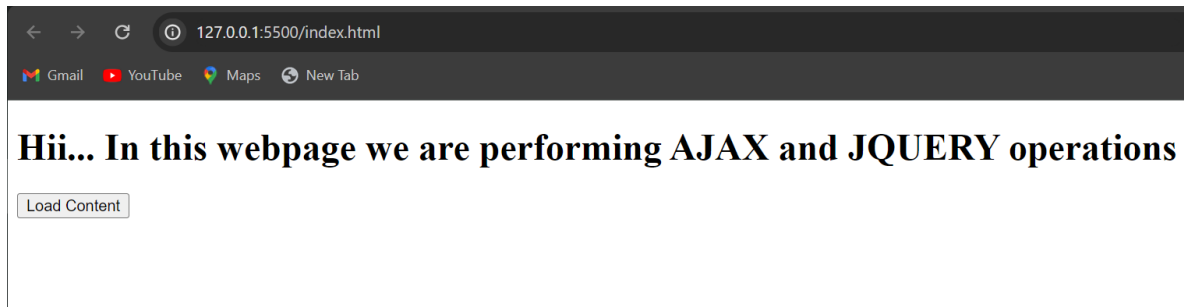 127.0.0.1:5500/index.html
Gmail YouTube Maps New Tab
Hii... In this webpage we are performing AJAX and JQUERY operations
Load Content